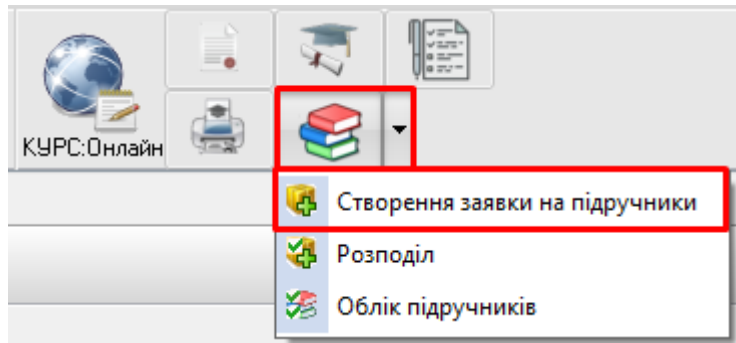 КУРС:Онлайн
Створення заявки на підручники
Розподіл
Облік підручників